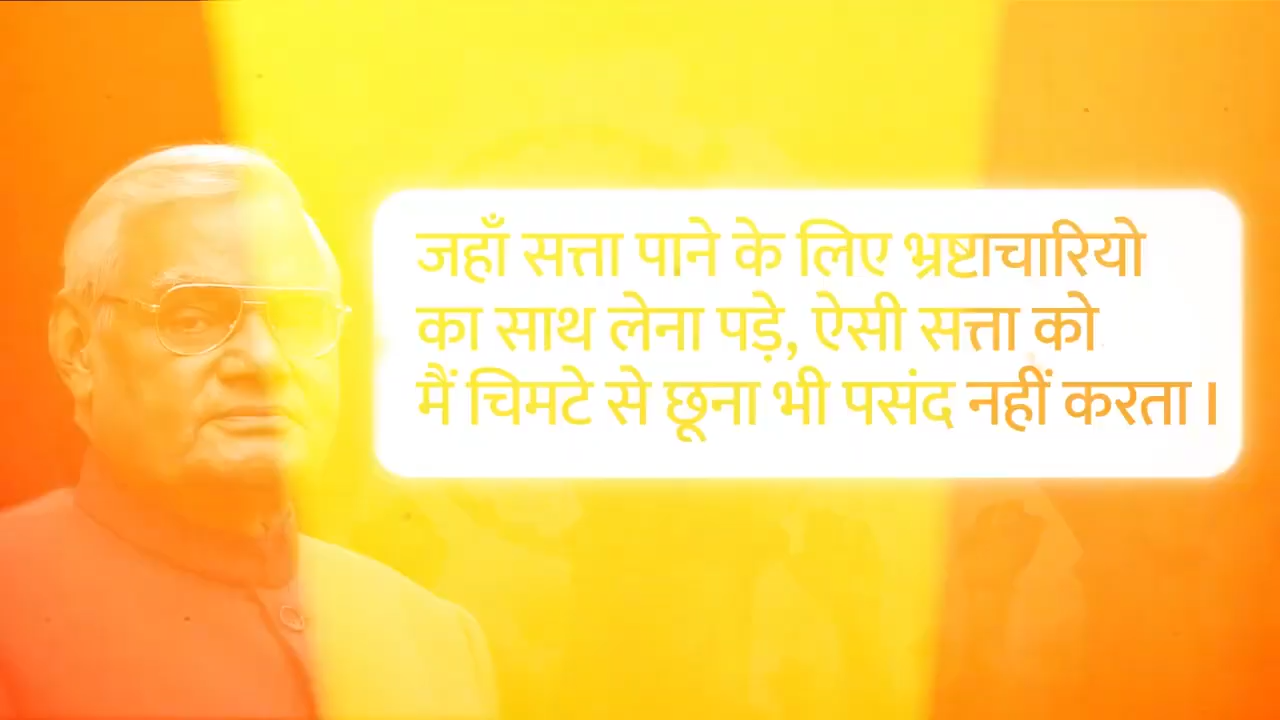 जहाँ सत्ता पाने के लिए भ्रष्टाचारियो
का साथ लेना पड़े, ऐसी सत्ता को
मैं चिमटे से छूना भी पसंद नहीं करता।